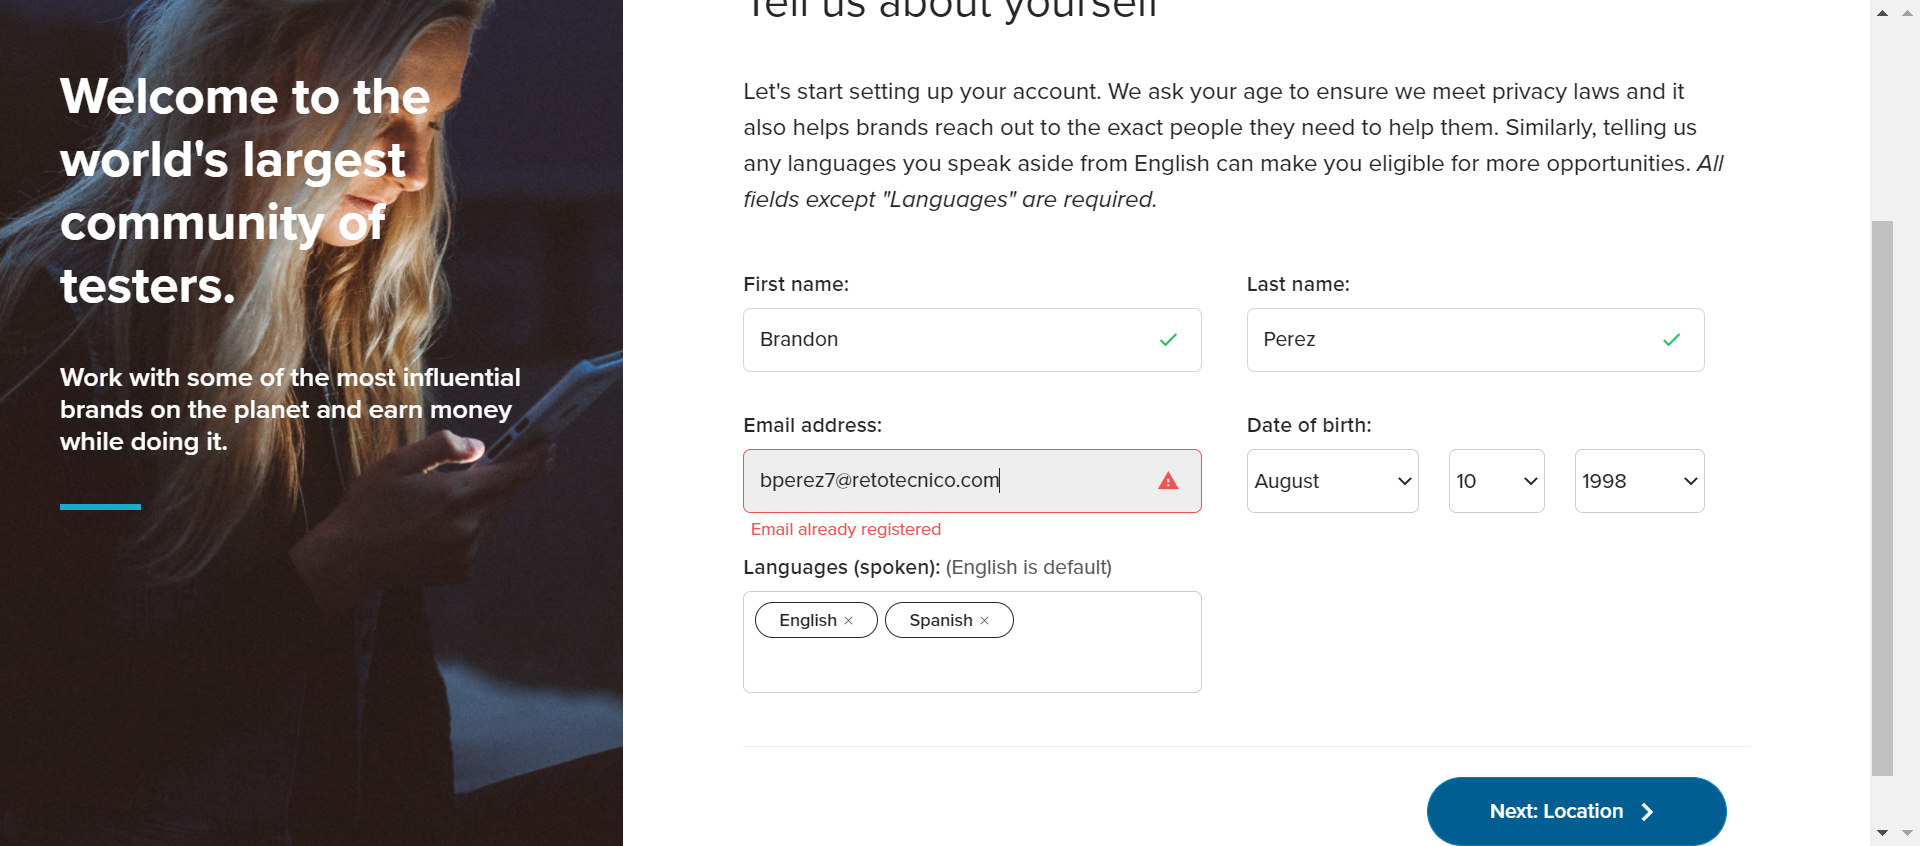 Welcome to the
world's largest
community of
testers.
Work with some of the most influential
brands on the planet and earn money
while doing it.
Tell us about yourself
Let's start setting up your account. We ask your age to ensure we meet privacy laws and it
also helps brands reach out to the exact people they need to help them. Similarly, telling us
any languages you speak aside from English can make you eligible for more opportunities. All
fields except "Languages" are required.
First name:
Last name:
Brandon
Perez
Email address:
Date of birth:
bperez7@retotecnico.com
August
10
1998
Email already registered
Languages (spoken): (English is default)
English ×
Spanish ×
Next: Location